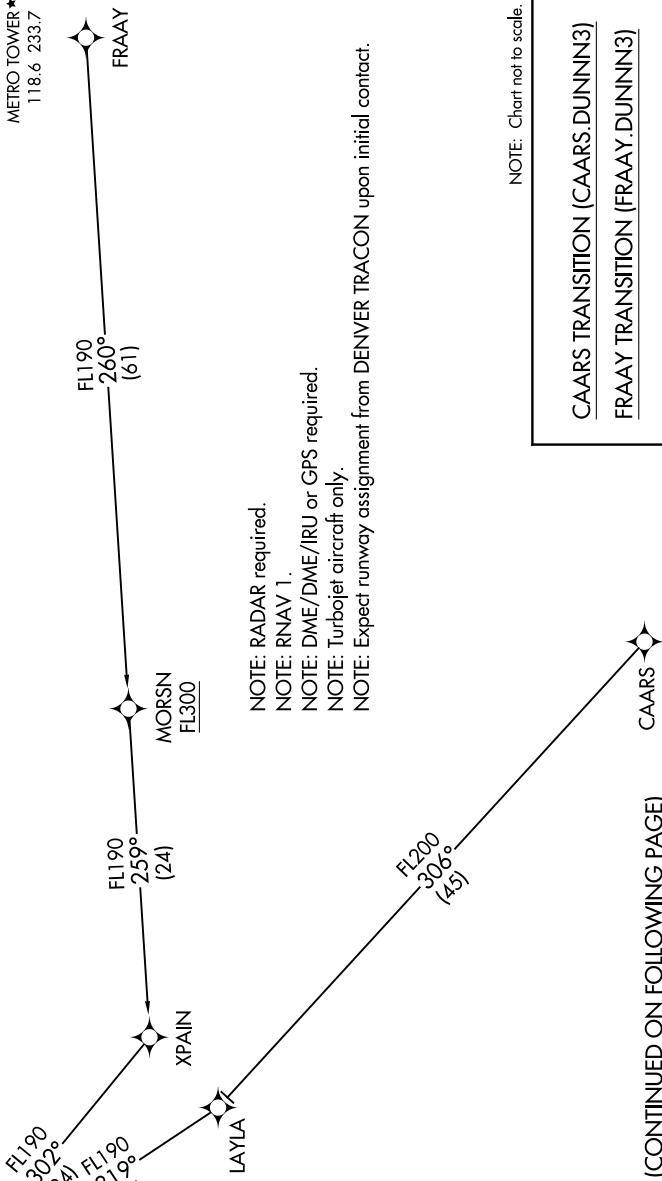 METRO TOWER★
118.6 233.7
FRAAY
FL190
260°
(61)
MORSN
FL300
FL190
259°
(24)
XPAIN
FL190
302°
FL190
319°
LAYLA
FL200
306°
(45)
CAARS
NOTE: RADAR required.
NOTE: RNAV 1.
NOTE: DME/DME/IRU or GPS required.
NOTE: Turbojet aircraft only.
NOTE: Expect runway assignment from DENVER TRACON upon initial contact.
NOTE: Chart not to scale.
CAARS TRANSITION (CAARS.DUNNN3)
FRAAY TRANSITION (FRAAY.DUNNN3)
(CONTINUED ON FOLLOWING PAGE)